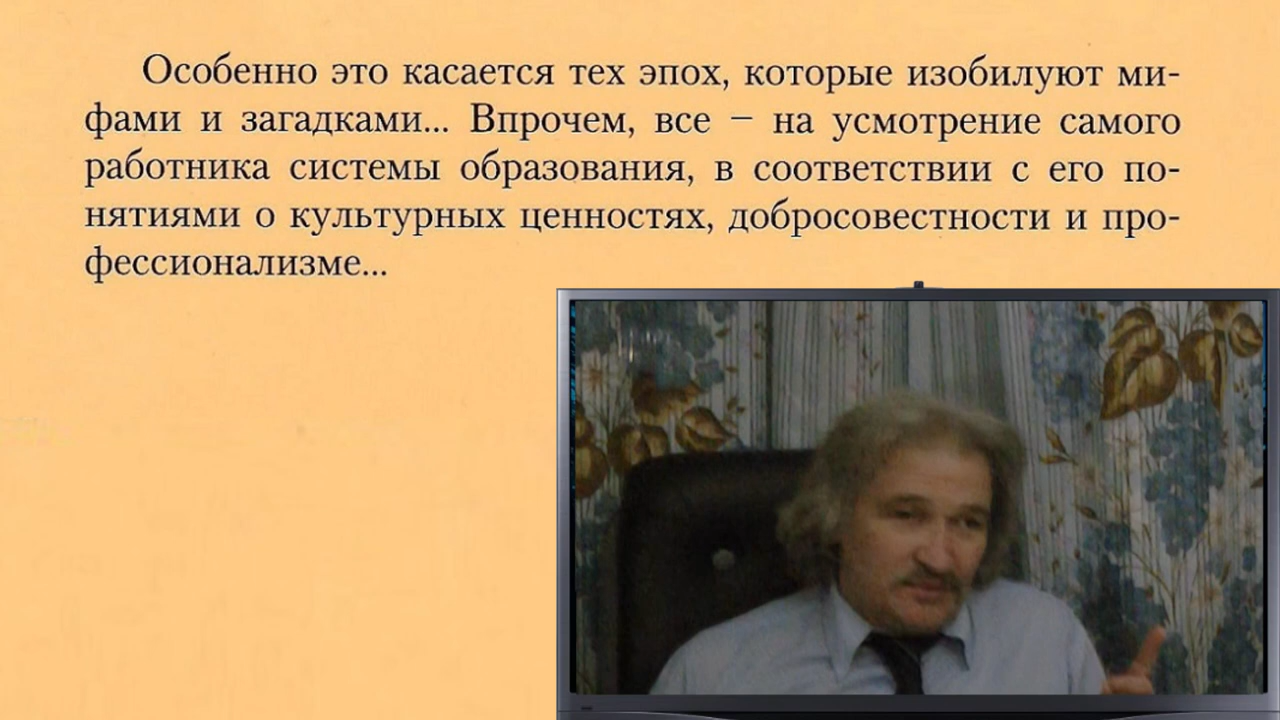 Особенно это касается тех эпох, которые изобилуют ми-
фами и загадками... Впрочем, все – на усмотрение самого
работника системы образования, в соответствии с его по-
нятиями о культурных ценностях, добросовестности и про-
фессионализме...